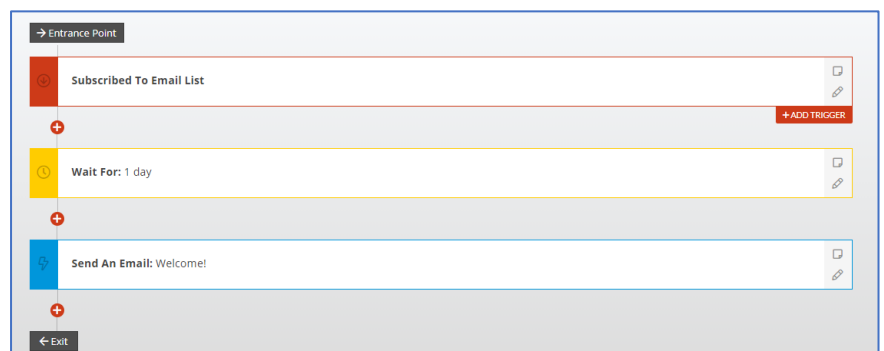 Entrance Point
Subscribed To Email List
+ ADD TRIGGER
Wait For: 1 day
Send An Email: Welcome!
Exit